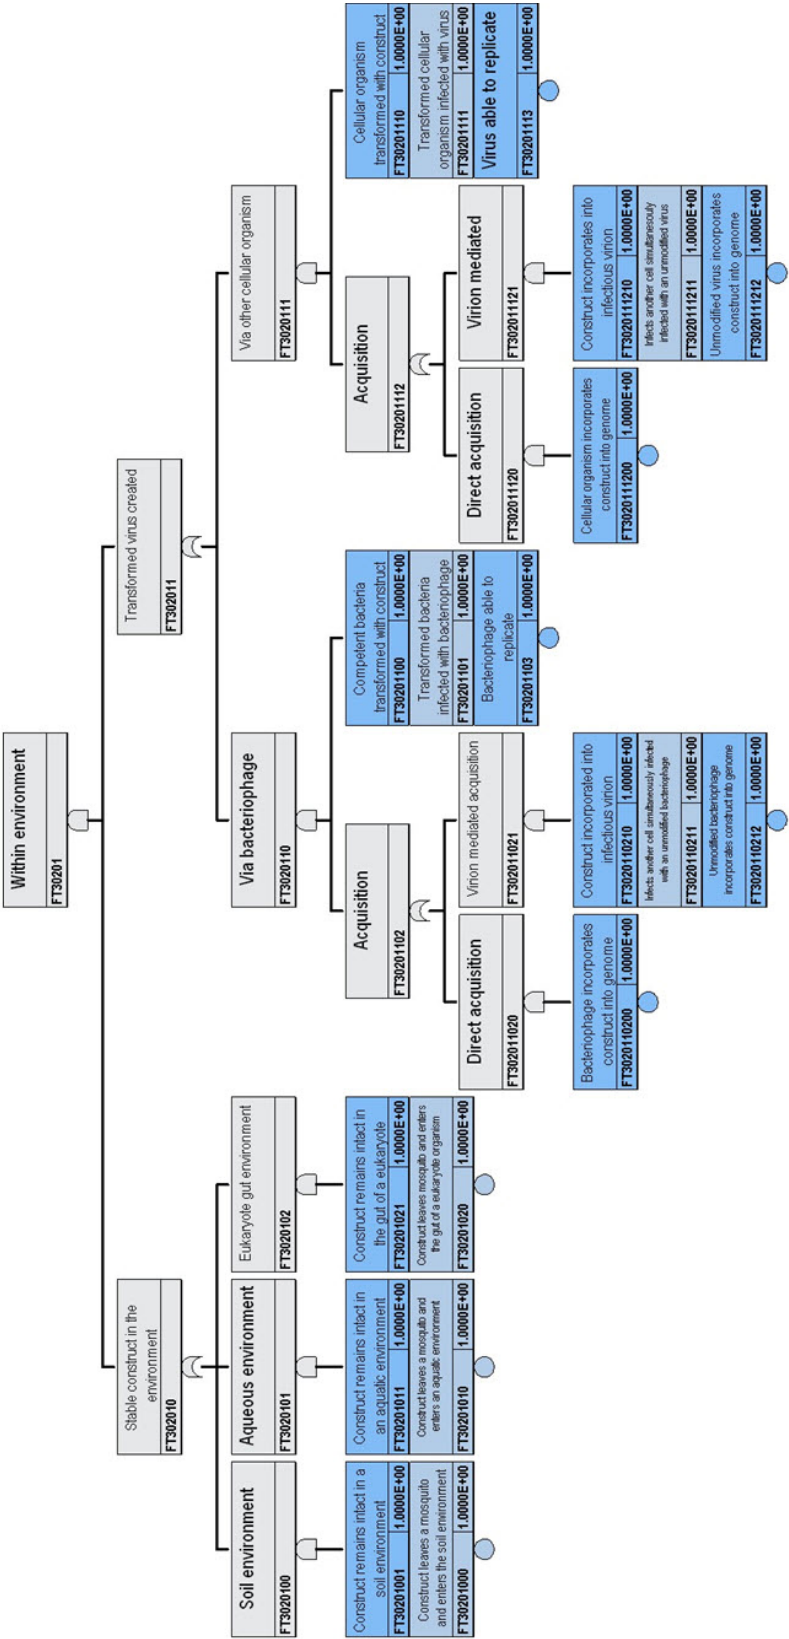 Within environment
FT30201
Stable construct in the
environment
FT302010
Transformed virus created
FT302011
Soil environment
FT3020100
Aqueous environment
FT3020101
Eukaryote gut environment
FT3020102
Via bacteriophage
FT3020110
Via other cellular organism
FT3020111
Construct remains intact in a
soil environment
FT30201001 1.0000E+00
Construct leaves a mosquito
and enters the soil environment
FT30201000 1.0000E+00
Construct remains intact in
an aquatic environment
FT30201011 1.0000E+00
Construct leaves a mosquito and
enters an aquatic environment
FT30201010 1.0000E+00
Construct remains intact in
the gut of a eukaryote
FT30201021 1.0000E+00
Construct leaves mosquito and enters
the gut of a eukaryote organism
FT30201020 1.0000E+00
Acquisition
FT30201102
Competent bacteria
transformed with construct
FT30201100 1.0000E+00
Transformed bacteria
infected with bacteriophage
FT30201101 1.0000E+00
Bacteriophage able to
replicate
FT30201103 1.0000E+00
Acquisition
FT30201112
Cellular organism
transformed with construct
FT30201110 1.0000E+00
Transformed cellular
organism infected with virus
FT30201111 1.0000E+00
Virus able to replicate
FT30201113 1.0000E+00
Direct acquisition
FT302011020
Virion mediated acquisition
FT302011021
Direct acquisition
FT302011120
Virion mediated
FT302011121
Bacteriophage incorporates
construct into genome
FT3020110200 1.0000E+00
Construct incorporated into
infectious virion
FT3020110210 1.0000E+00
Infects another cell simultaneously infected
with an unmodified bacteriophage
FT3020110211 1.0000E+00
Unmodified bacteriophage
incorporates construct into genome
FT3020110212 1.0000E+00
Cellular organism incorporates
construct into genome
FT3020111200 1.0000E+00
Construct incorporates into
infectious virion
FT3020111210 1.0000E+00
Infects another cell simultanesouly
infected with an unmodified virus
FT3020111211 1.0000E+00
Unmodified virus incorporates
construct into genome
FT3020111212 1.0000E+00